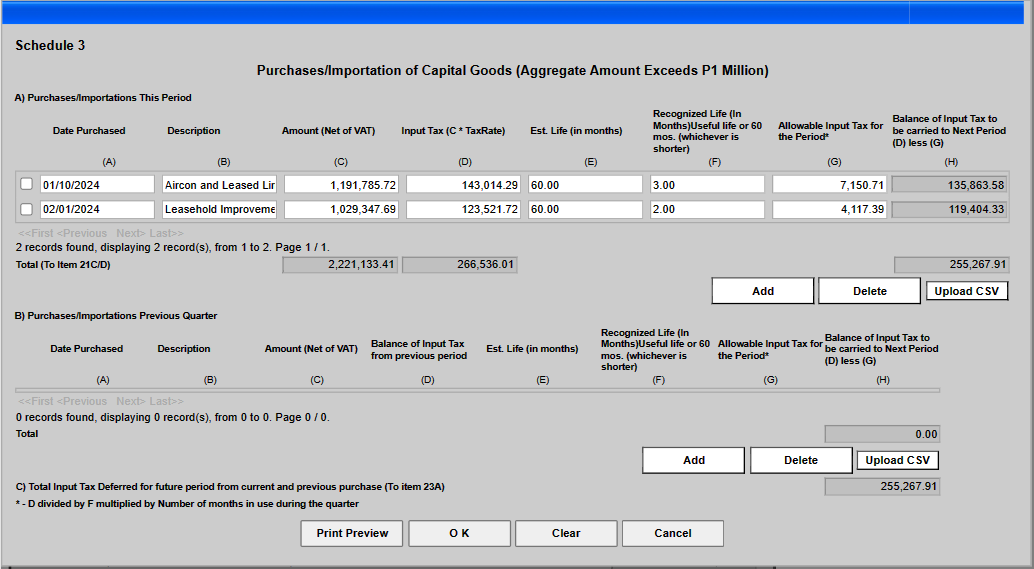 Schedule 3
Purchases/Importation of Capital Goods (Aggregate Amount Exceeds P1 Million)
A) Purchases/Importations This Period
Date Purchased Description Amount (Net of VAT) Input Tax (C * TaxRate) Est. Life (in months) Recognized Life (In Months)Useful life or 60 mos. (whichever is shorter) Allowable Input Tax for the Period* Balance of Input Tax to be carried to Next Period (D) less (G)
(A) (B) (C) (D) (E) (F) (G) (H)
01/10/2024 Aircon and Leased Lir 1,191,785.72 143,014.29 60.00 3.00 7,150.71 135,863.58
02/01/2024 Leasehold Improveme 1,029,347.69 123,521.72 60.00 2.00 4,117.39 119,404.33
<<First <Previous Next> Last>>
2 records found, displaying 2 record(s), from 1 to 2. Page 1 / 1.
Total (To Item 21C/D) 2,221,133.41 266,536.01 255,267.91
Add Delete Upload CSV
B) Purchases/Importations Previous Quarter
Date Purchased Description Amount (Net of VAT) Balance of Input Tax from previous period Est. Life (in months) Recognized Life (In Months)Useful life or 60 mos. (whichever is shorter) Allowable Input Tax for the Period* Balance of Input Tax to be carried to Next Period (D) less (G)
(A) (B) (C) (D) (E) (F) (G) (H)
<<First <Previous Next> Last>>
0 records found, displaying 0 record(s), from 0 to 0. Page 0 / 0.
Total 0.00
Add Delete Upload CSV
C) Total Input Tax Deferred for future period from current and previous purchase (To item 23A) 255,267.91
* - D divided by F multiplied by Number of months in use during the quarter
Print Preview O K Clear Cancel